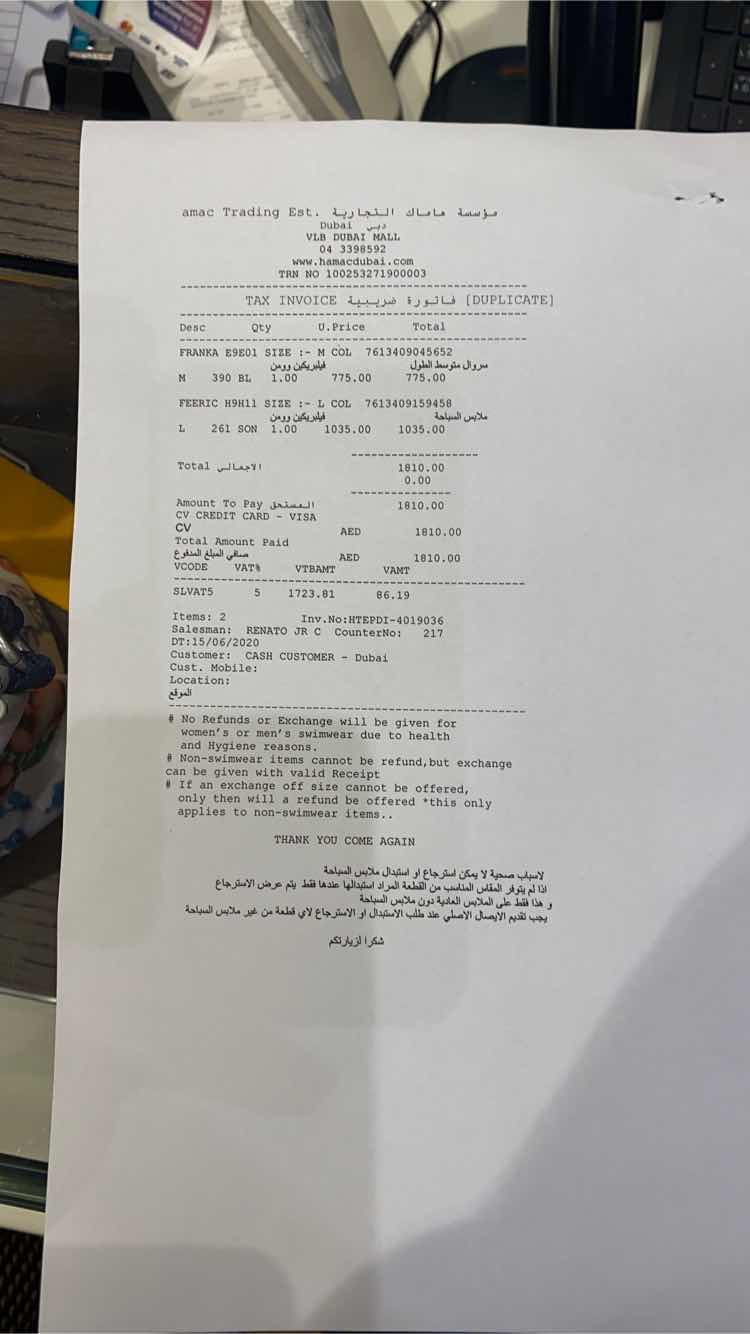 amac Trading Est. مؤسسة هاماك التجارية
Dubai دبي
VLB DUBAI MALL
04 3398592
www.hamacdubai.com
TRN NO 100253271900003
TAX INVOICE فاتورة ضريبية [DUPLICATE]
Desc Qty U.Price Total
FRANKA E9E01 SIZE :- M COL 7613409045652
فيلبريكين وومن سروال متوسط الطول
M 390 BL 1.00 775.00 775.00
FEERIC H9H11 SIZE :- L COL 7613409159458
فيلبريكين وومن ملابس السباحة
L 261 SON 1.00 1035.00 1035.00
Total الاجمالى 1810.00
0.00
Amount To Pay المستحق 1810.00
CV CREDIT CARD - VISA
CV AED 1810.00
Total Amount Paid
صافي المبلغ المدفوع AED 1810.00
VCODE VAT% VTBAMT VAMT
SLVAT5 5 1723.81 86.19
Items: 2 Inv.No:HTEPDI-4019036
Salesman: RENATO JR C CounterNo: 217
DT:15/06/2020
Customer: CASH CUSTOMER - Dubai
Cust. Mobile:
Location:
الموقع
# No Refunds or Exchange will be given for
women's or men's swimwear due to health
and Hygiene reasons.
# Non-swimwear items cannot be refund,but exchange
can be given with valid Receipt
# If an exchange off size cannot be offered,
only then will a refund be offered *this only
applies to non-swimwear items..
THANK YOU COME AGAIN
لاسباب صحية لا يمكن استرجاع او استبدال ملابس السباحة
اذا لم يتوفر المقاس المناسب من القطعة المراد استبدالها عندها فقط يتم عرض الاسترجاع
و هذا فقط على الملابس العادية دون ملابس السباحة
يجب تقديم الايصال الاصلي عند طلب الاستبدال او الاسترجاع لاي قطعة من غير ملابس السباحة
شكرا لزيارتكم